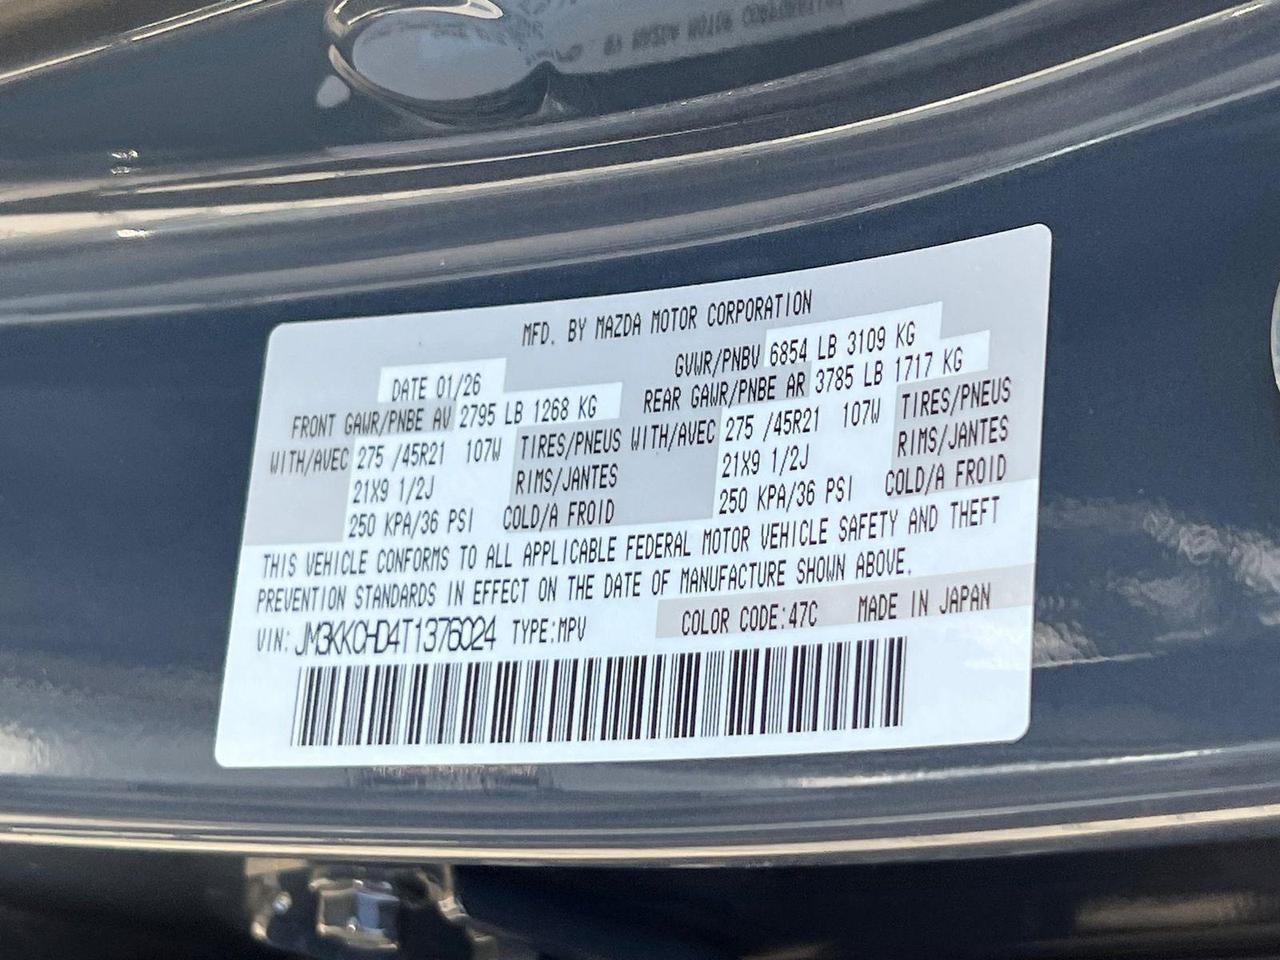 MFD. BY MAZDA MOTOR CORPORATION
DATE 01/26 GVWR/PNBV 6854 LB 3109 KG
FRONT GAWR/PNBE AV 2795 LB 1268 KG REAR GAWR/PNBE AR 3785 LB 1717 KG
WITH/AVEC 275 /45R21 107W TIRES/PNEUS WITH/AVEC 275 /45R21 107W TIRES/PNEUS
21X9 1/2J RIMS/JANTES 21X9 1/2J RIMS/JANTES
250 KPA/36 PSI COLD/A FROID 250 KPA/36 PSI COLD/A FROID
THIS VEHICLE CONFORMS TO ALL APPLICABLE FEDERAL MOTOR VEHICLE SAFETY AND THEFT
PREVENTION STANDARDS IN EFFECT ON THE DATE OF MANUFACTURE SHOWN ABOVE.
VIN: JM3KKCHD4T1376024 TYPE:MPV COLOR CODE:47C MADE IN JAPAN